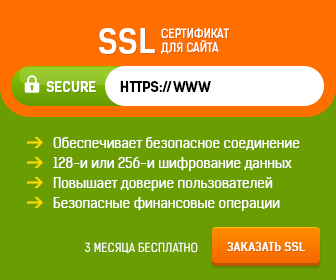 SSL СЕРТИФИКАТ
ДЛЯ САЙТА
SECURE HTTPS://WWW
Обеспечивает безопасное соединение
128-и или 256-и шифрование данных
Повышает доверие пользователей
Безопасные финансовые операции
3 МЕСЯЦА БЕСПЛАТНО ЗАКАЗАТЬ SSL